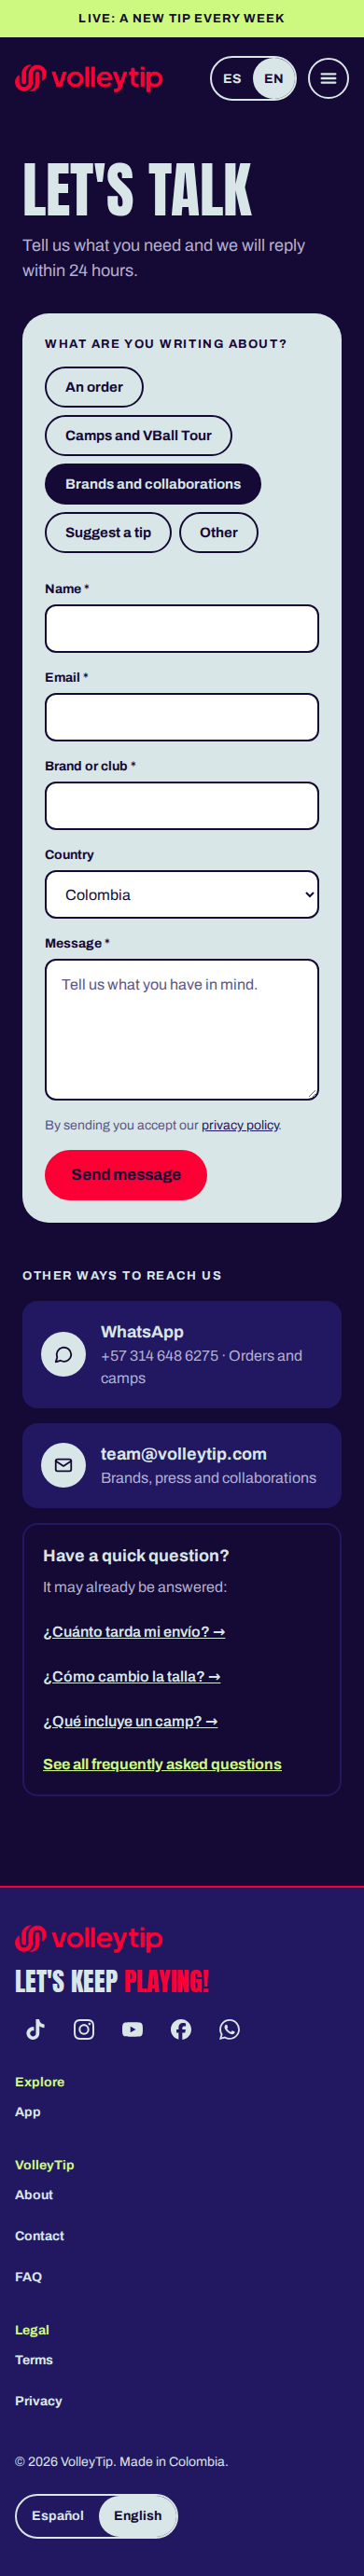 LIVE: A NEW TIP EVERY WEEK
volleytip
ES EN
LET'S TALK
Tell us what you need and we will reply
within 24 hours.
WHAT ARE YOU WRITING ABOUT?
An order
Camps and VBall Tour
Brands and collaborations
Suggest a tip Other
Name *
Email *
Brand or club *
Country
Colombia
Message *
Tell us what you have in mind.
By sending you accept our privacy policy.
Send message
OTHER WAYS TO REACH US
WhatsApp
+57 314 648 6275 · Orders and
camps
team@volleytip.com
Brands, press and collaborations
Have a quick question?
It may already be answered:
¿Cuánto tarda mi envío? →
¿Cómo cambio la talla? →
¿Qué incluye un camp? →
See all frequently asked questions
volleytip
LET'S KEEP PLAYING!
Explore
App
VolleyTip
About
Contact
FAQ
Legal
Terms
Privacy
© 2026 VolleyTip. Made in Colombia.
Español English